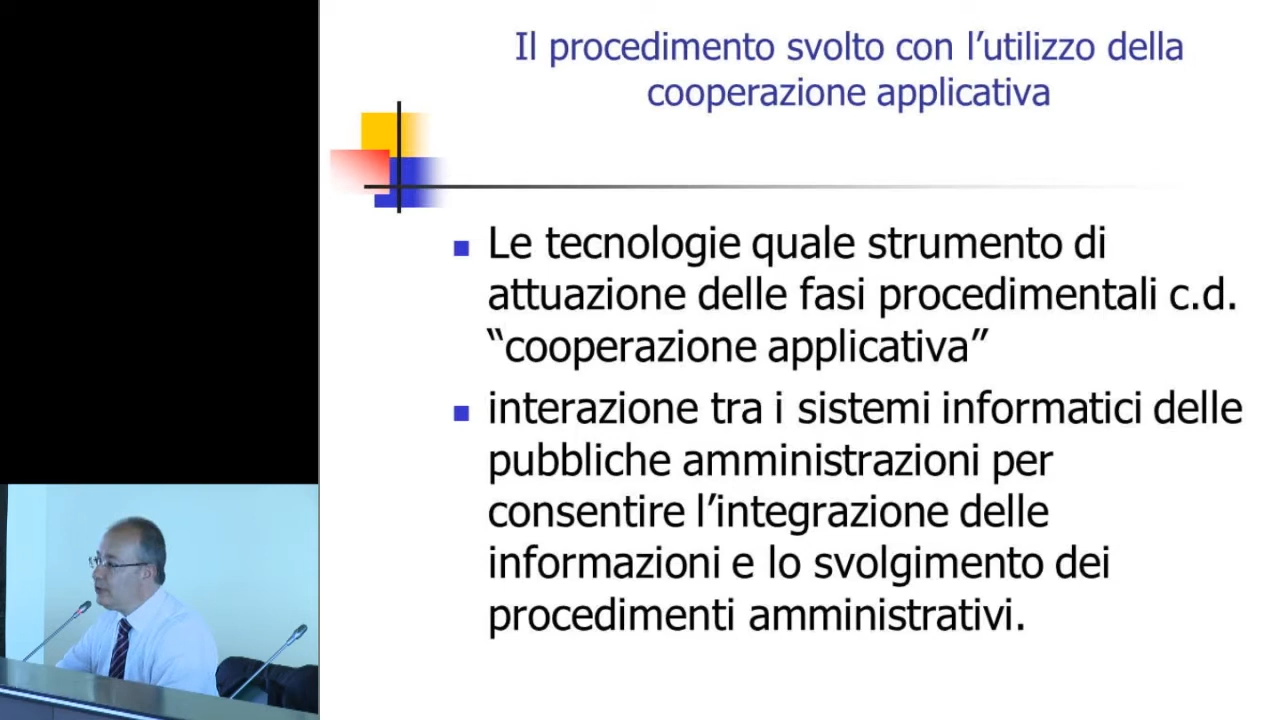 Il procedimento svolto con l’utilizzo della
cooperazione applicativa
Le tecnologie quale strumento di
attuazione delle fasi procedimentali c.d.
“cooperazione applicativa”
interazione tra i sistemi informatici delle
pubbliche amministrazioni per
consentire l’integrazione delle
informazioni e lo svolgimento dei
procedimenti amministrativi.